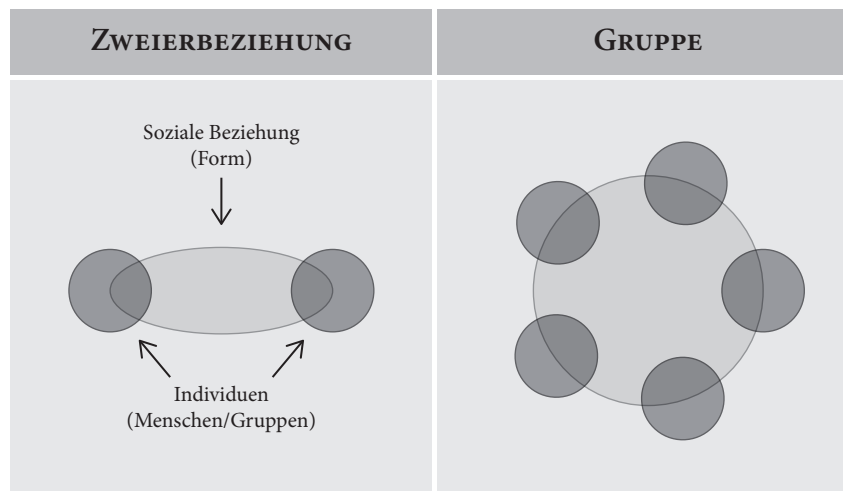 ZWEIERBEZIEHUNG
GRUPPE
Soziale Beziehung
(Form)
Individuen
(Menschen/Gruppen)